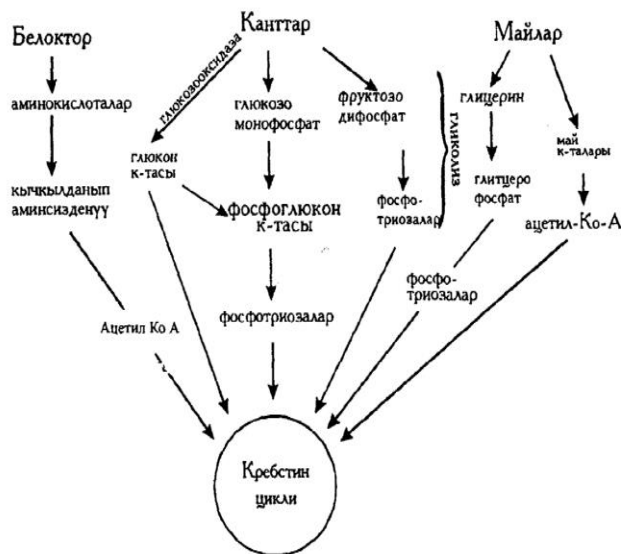 Белоктор
Канттар
Майлар
глюкозооксидаза
аминокислоталар
глюкозо
монофосфат
фруктозо
дифосфат
ГЛИКОЛИЗ
глицерин
май
к-талары
глюкон
к-тасы
кычкылданып
аминсизденүү
фосфоглюкон
к-тасы
фосфо-
триозалар
глитцеро
фосфат
ацетил-Ко-А
Ацетил Ко А
фосфотриозалар
фосфо-
триозалар
Кребстин
цикли